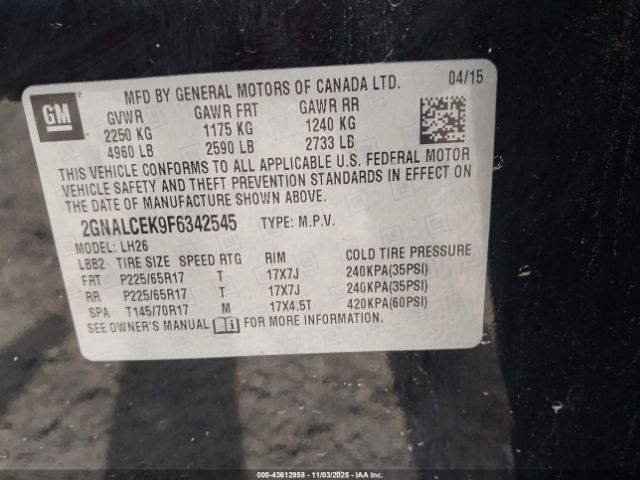 GM
MFD BY GENERAL MOTORS OF CANADA LTD. 04/15
GVWR GAWR FRT GAWR RR
2250 KG 1175 KG 1240 KG
4960 LB 2590 LB 2733 LB
THIS VEHICLE CONFORMS TO ALL APPLICABLE U.S. FEDERAL MOTOR
VEHICLE SAFETY AND THEFT PREVENTION STANDARDS IN EFFECT ON
THE DATE OF MANUFACTURE SHOWN ABOVE.
2GNALCEK9F6342545 TYPE: M.P.V.
MODEL: LH26
LBB2 TIRE SIZE SPEED RTG RIM COLD TIRE PRESSURE
FRT P225/65R17 T 17X7J 240KPA(35PSI)
RR P225/65R17 T 17X7J 240KPA(35PSI)
SPA T145/70R17 M 17X4.5T 420KPA(60PSI)
SEE OWNER'S MANUAL FOR MORE INFORMATION.
000-43612958 - 11/03/2025 - IAA Inc.